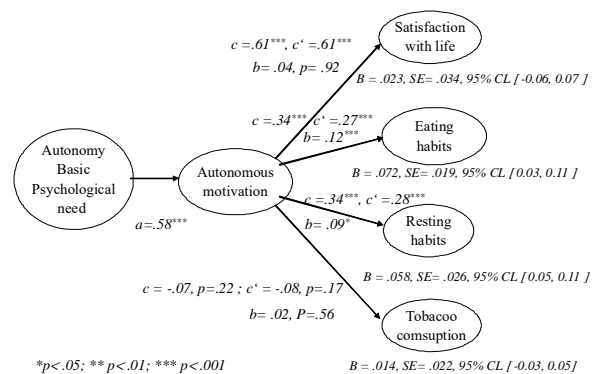 Satisfaction
with life
c =.61***, c‘ =.61***
b= .04, p= .92
B = .023, SE= .034, 95% CL [ -0.06, 0.07 ]
c =.34*** c‘ =.27***
b= .12***
Eating
habits
B = .072, SE= .019, 95% CL [ 0.03, 0.11 ]
Autonomy
Basic
Psychological
need
a=.58***
Autonomous
motivation
c =.34***, c‘ =.28***
b= .09*
Resting
habits
B = .058, SE= .026, 95% CL [ 0.05, 0.11 ]
c = -.07, p=.22 ; c‘ = -.08, p=.17
b= .02, P=.56
Tobacoo
comsuption
*p<.05; ** p<.01; *** p<.001
B = .014, SE= .022, 95% CL [ -0.03, 0.05]